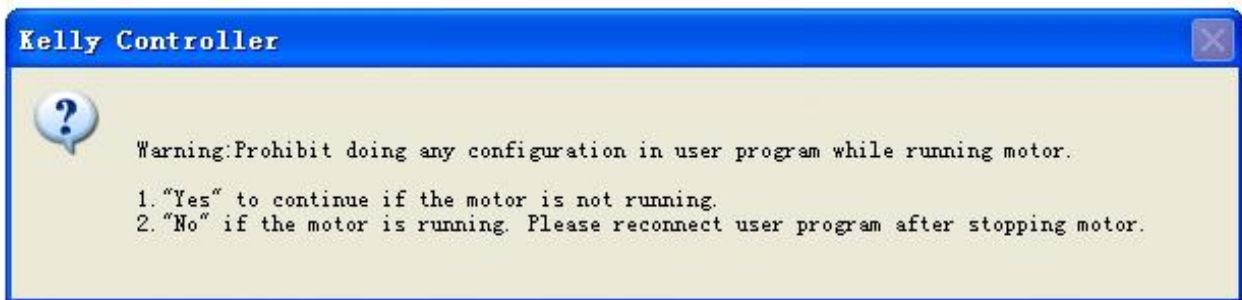 Kelly Controller
?
Warning:Prohibit doing any configuration in user program while running motor.
1."Yes" to continue if the motor is not running.
2."No" if the motor is running. Please reconnect user program after stopping motor.